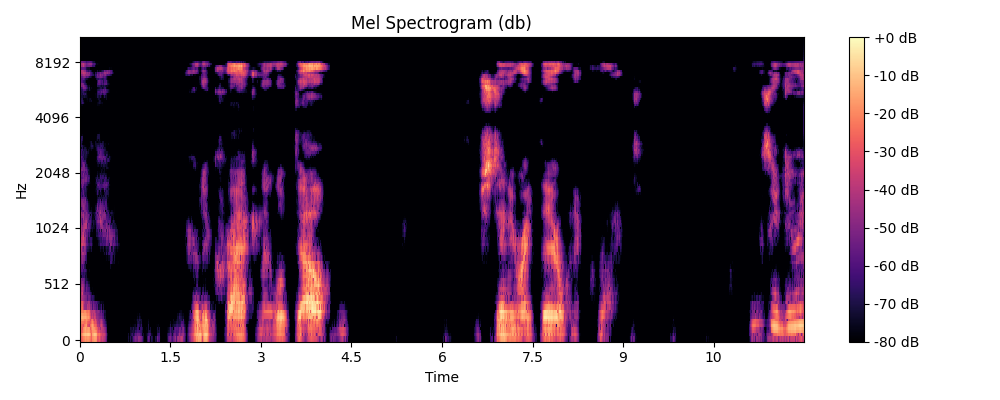 Mel Spectrogram (db)
Hz
8192
4096
2048
1024
512
0
0 1.5 3 4.5 6 7.5 9 10
Time
+0 dB
-10 dB
-20 dB
-30 dB
-40 dB
-50 dB
-60 dB
-70 dB
-80 dB